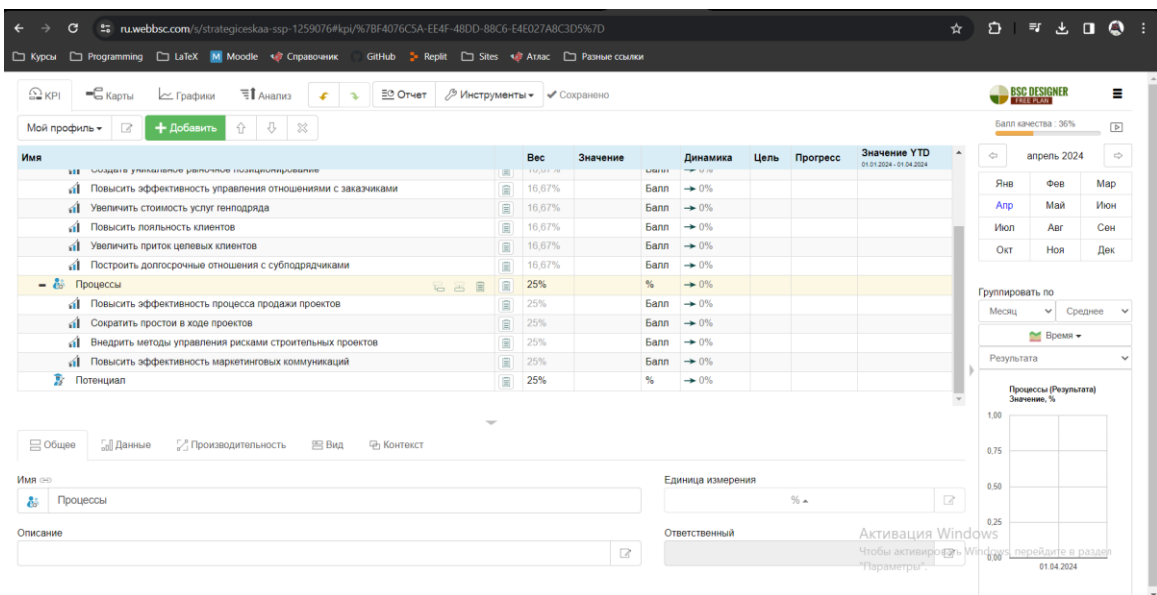 ru.webbsc.com/s/strategiceskaa-ssp-1259076#kpi/%7BF4076C5A-EE4F-48DD-88C6-E4E027A8C3D5%7D
Курсы Programming LaTeX Moodle Справочник GitHub Replit Sites Атлас Разные ссылки
KPI Карты Графики Анализ Отчет Инструменты Сохранено BSC DESIGNER
FREE PLAN
Мой профиль Добавить Балл качества : 36%
Имя Вес Значение Динамика Цель Прогресс Значение YTD
01.01.2024 - 01.04.2024
Создать уникальное рыночное позиционирование 16,67% Балл 0%
Повысить эффективность управления отношениями с заказчиками 16,67% Балл 0%
Увеличить стоимость услуг генподряда 16,67% Балл 0%
Повысить лояльность клиентов 16,67% Балл 0%
Увеличить приток целевых клиентов 16,67% Балл 0%
Построить долгосрочные отношения с субподрядчиками 16,67% Балл 0%
Процессы 25% % 0%
Повысить эффективность процесса продажи проектов 25% Балл 0%
Сократить простои в ходе проектов 25% Балл 0%
Внедрить методы управления рисками строительных проектов 25% Балл 0%
Повысить эффективность маркетинговых коммуникаций 25% Балл 0%
Потенциал 25% % 0%
апрель 2024
Янв Фев Мар
Апр Май Июн
Июл Авг Сен
Окт Ноя Дек
Группировать по
Месяц Среднее
Время
Результата
Процессы (Результата)
Значение, %
1,00
0,75
0,50
0,25
0,00
01.04.2024
Общее Данные Производительность Вид Контекст
Имя Единица измерения
Процессы %
Описание Ответственный
Активация Windows
Чтобы активировать Windows, перейдите в раздел
"Параметры".